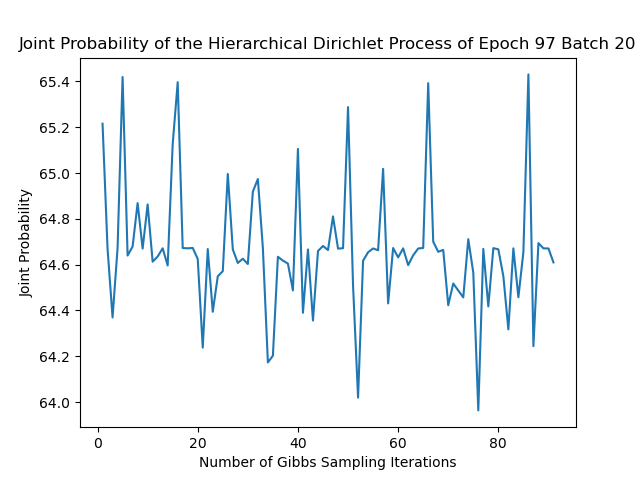 Joint Probability of the Hierarchical Dirichlet Process of Epoch 97 Batch 20
65.4
65.2
65.0
64.8
64.6
64.4
64.2
64.0
Joint Probability
0 20 40 60 80
Number of Gibbs Sampling Iterations